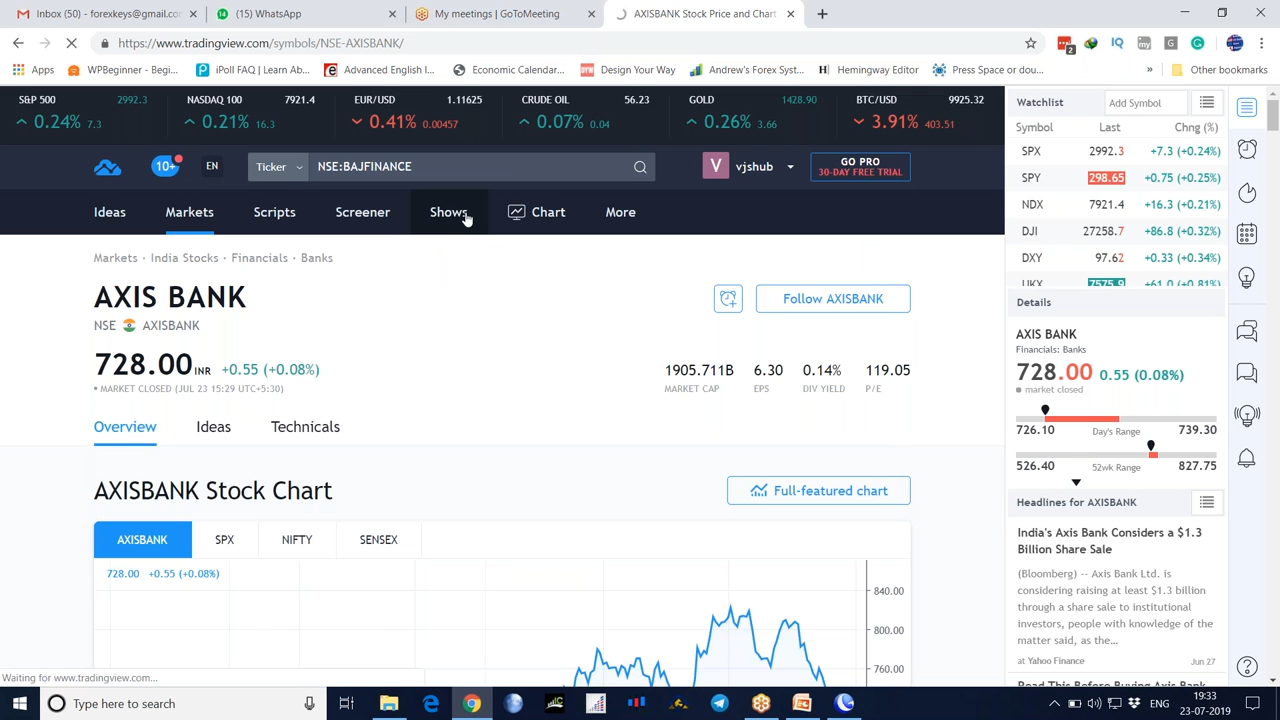 Inbox (50) - forexkeys@gmail.co
(15) WhatsApp
My meetings | GoToMeeting
AXISBANK Stock Price and Chart
https://www.tradingview.com/symbols/NSE-AXISBANK/
Apps
WPBeginner - Begi...
iPoll FAQ | Learn Ab...
Advanced English I...
Economic Calendar...
Design Your Way
Andrew's Forex Syst...
Hemingway Editor
Press Space or dou...
» Other bookmarks
S&P 500 2992.3
0.24% 7.3
NASDAQ 100 7921.4
0.21% 16.3
EUR/USD 1.11625
0.41% 0.00457
CRUDE OIL 56.23
0.07% 0.04
GOLD 1428.90
0.26% 3.66
BTC/USD 9925.32
3.91% 403.51
10+
EN
Ticker NSE:BAJFINANCE
V vjshub
GO PRO
30-DAY FREE TRIAL
Ideas Markets Scripts Screener Shows Chart More
Markets · India Stocks · Financials · Banks
AXIS BANK
Follow AXISBANK
NSE AXISBANK
728.00 INR +0.55 (+0.08%)
• MARKET CLOSED (JUL 23 15:29 UTC+5:30)
1905.711B 6.30 0.14% 119.05
MARKET CAP EPS DIV YIELD P/E
Overview Ideas Technicals
AXISBANK Stock Chart
Full-featured chart
AXISBANK SPX NIFTY SENSEX
728.00 +0.55 (+0.08%)
840.00
800.00
760.00
Watchlist Add Symbol
Symbol Last Chng (%)
SPX 2992.3 +7.3 (+0.24%)
SPY 298.65 +0.75 (+0.25%)
NDX 7921.4 +16.3 (+0.21%)
DJI 27258.7 +86.8 (+0.32%)
DXY 97.62 +0.33 (+0.34%)
UKX 7575.9 +61.0 (+0.81%)
Details
AXIS BANK
Financials: Banks
728.00 0.55 (0.08%)
market closed
726.10 Day's Range 739.30
526.40 52wk Range 827.75
Headlines for AXISBANK
India's Axis Bank Considers a $1.3
Billion Share Sale
(Bloomberg) -- Axis Bank Ltd. is
considering raising at least $1.3 billion
through a share sale to institutional
investors, people with knowledge of the
matter said, as the...
at Yahoo Finance Jun 27
Read This Before Buying Axis Bank
Waiting for www.tradingview.com...
Type here to search
ENG
19:33
23-07-2019